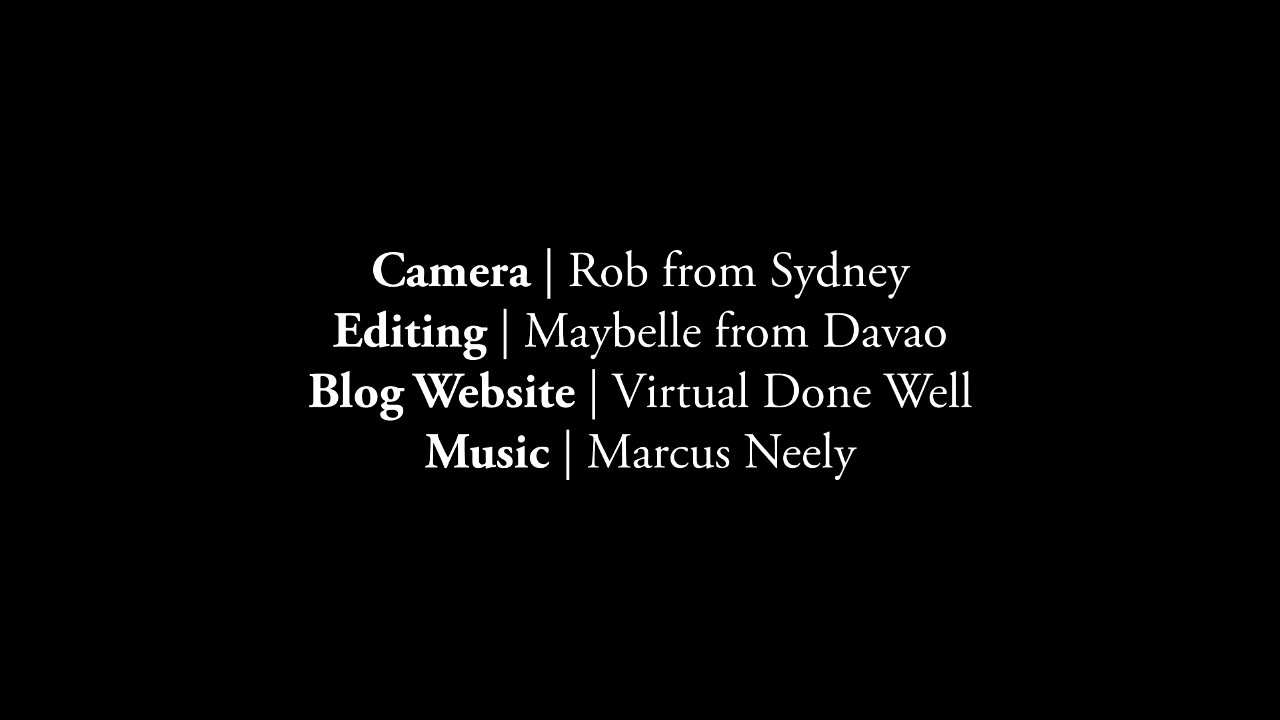 Camera | Rob from Sydney
Editing | Maybelle from Davao
Blog Website | Virtual Done Well
Music | Marcus Neely